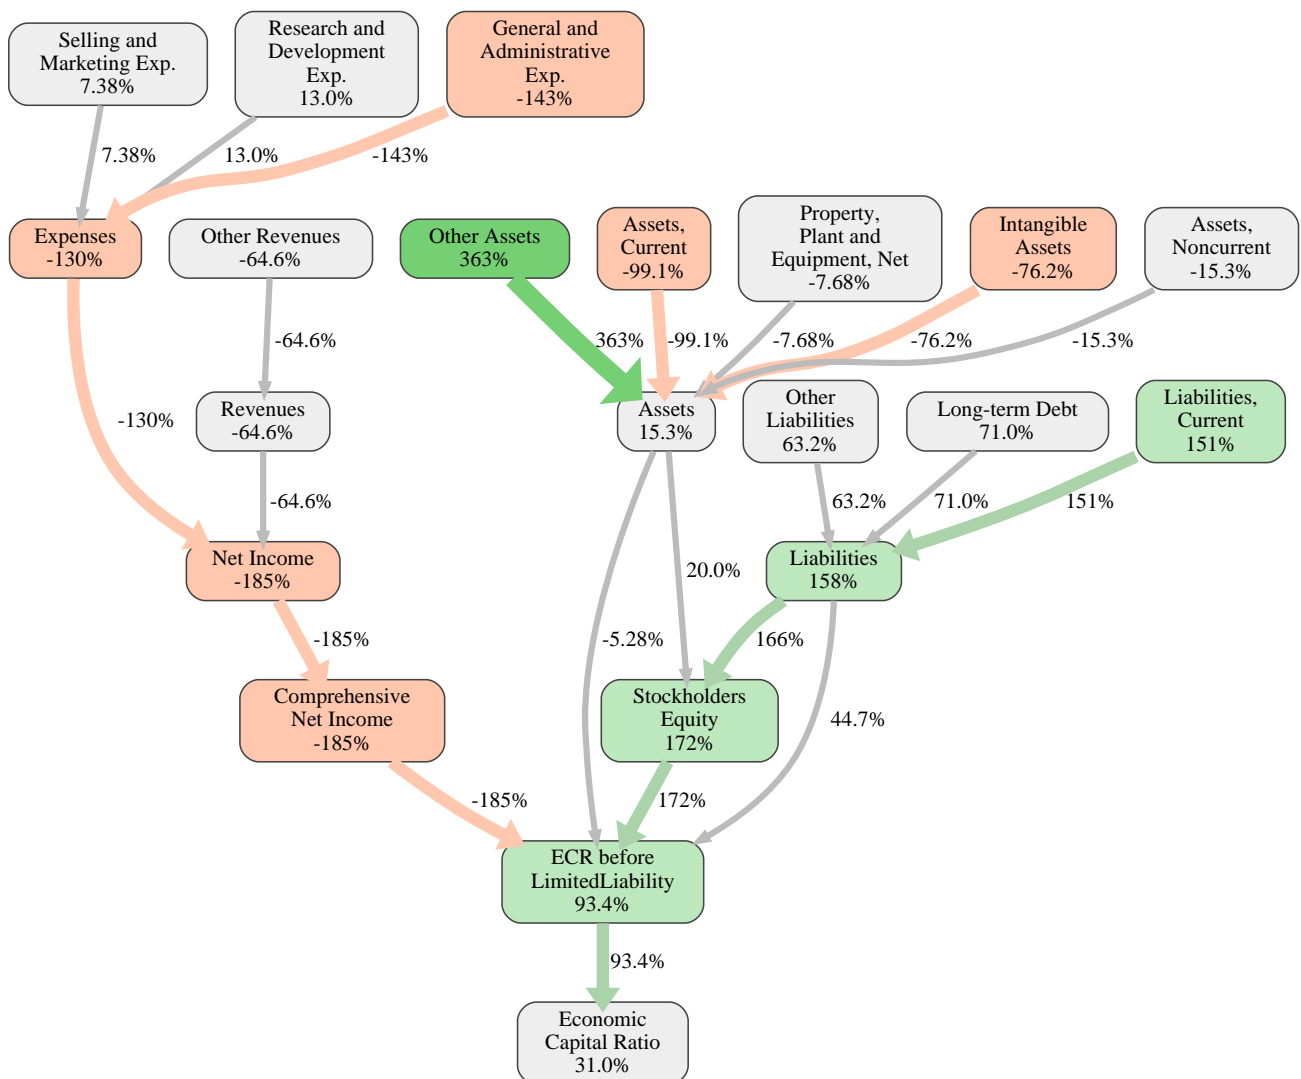 Selling and
Marketing Exp.
7.38%
Research and
Development
Exp.
13.0%
General and
Administrative
Exp.
-143%
7.38%
13.0%
-143%
Expenses
-130%
Other Revenues
-64.6%
Other Assets
363%
Assets,
Current
-99.1%
Property,
Plant and
Equipment, Net
-7.68%
Intangible
Assets
-76.2%
Assets,
Noncurrent
-15.3%
-64.6%
363%
-99.1%
-7.68%
-76.2%
-15.3%
-130%
Revenues
-64.6%
Assets
15.3%
Other
Liabilities
63.2%
Long-term Debt
71.0%
Liabilities,
Current
151%
-64.6%
63.2%
71.0%
151%
Net Income
-185%
20.0%
Liabilities
158%
-185%
-5.28%
166%
Comprehensive
Net Income
-185%
Stockholders
Equity
172%
44.7%
-185%
172%
ECR before
LimitedLiability
93.4%
93.4%
Economic
Capital Ratio
31.0%